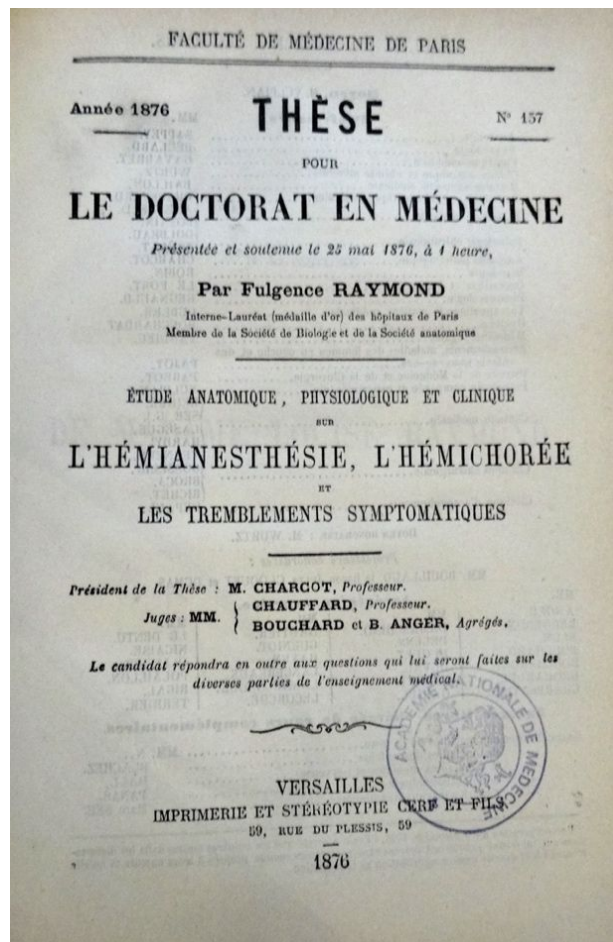 FACULTÉ DE MÉDECINE DE PARIS
Année 1876
THÈSE
N° 157
POUR
LE DOCTORAT EN MÉDECINE
Présentée et soutenue le 25 mai 1876, à 1 heure,
Par Fulgence RAYMOND
Interne-Lauréat (médaille d'or) des hôpitaux de Paris
Membre de la Société de Biologie et de la Société anatomique
ÉTUDE ANATOMIQUE, PHYSIOLOGIQUE ET CLINIQUE
SUR
L'HÉMIANESTHÉSIE, L'HÉMICHORÉE
ET
LES TREMBLEMENTS SYMPTOMATIQUES
Président de la Thèse : M. CHARCOT, Professeur.
Juges : MM. { CHAUFFARD, Professeur.
BOUCHARD et B. ANGER, Agrégés.
Le candidat répondra en outre aux questions qui lui seront faites sur les
diverses parties de l'enseignement médical.
ACADÉMIE NATIONALE DE MÉDECINE
VERSAILLES
IMPRIMERIE ET STÉRÉOTYPIE CERF ET FILS
59, RUE DU PLESSIS, 59
1876